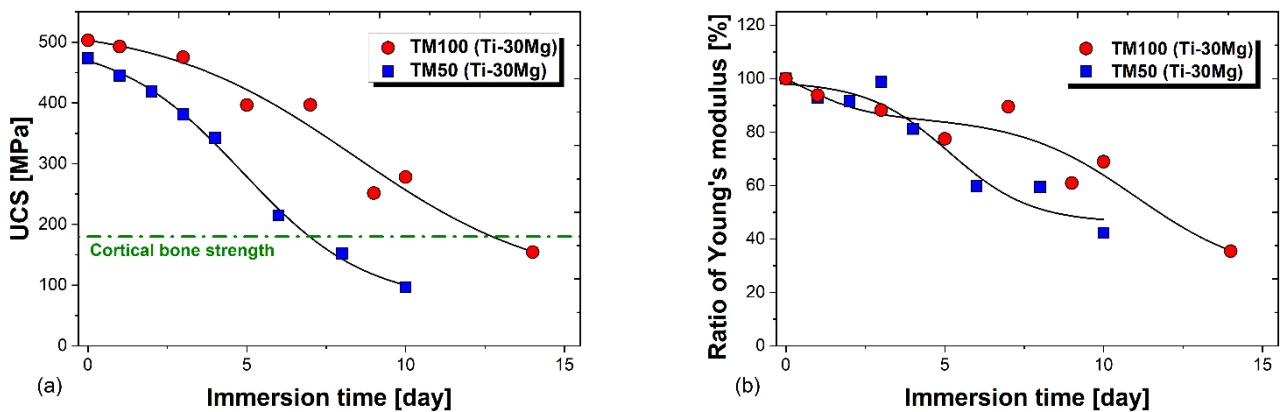 UCS [MPa]
500
400
300
200
100
0
TM100 (Ti-30Mg)
TM50 (Ti-30Mg)
Cortical bone strength
0 5 10 15
(a)
Immersion time [day]
Ratio of Young's modulus [%]
120
100
80
60
40
20
0
TM100 (Ti-30Mg)
TM50 (Ti-30Mg)
0 5 10 15
(b)
Immersion time [day]